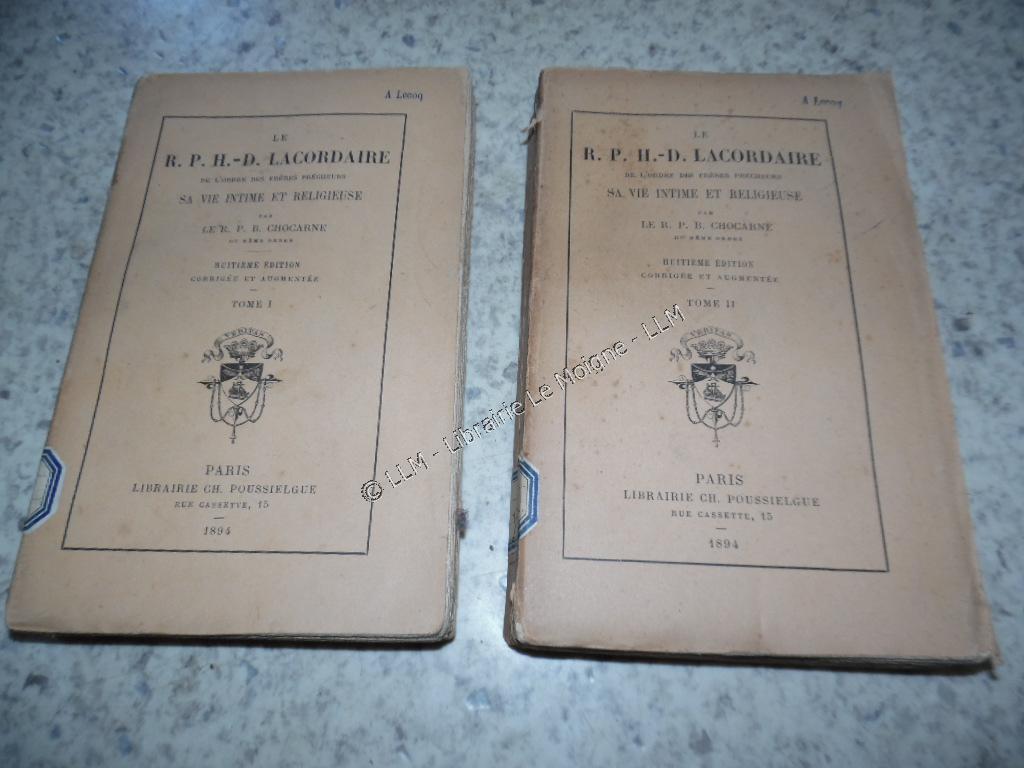 A Lecoq
LE
R. P. H.-D. LACORDAIRE
DE L'ORDRE DES FRÈRES PRÊCHEURS
SA VIE INTIME ET RELIGIEUSE
PAR
LE R. P. B. CHOCARNE
DU MÊME ORDRE
HUITIÈME ÉDITION
CORRIGÉE ET AUGMENTÉE
TOME I
VERITAS
PARIS
LIBRAIRIE CH. POUSSIELGUE
RUE CASSETTE, 15
1894
A Lecoq
LE
R. P. H.-D. LACORDAIRE
DE L'ORDRE DES FRÈRES PRÊCHEURS
SA VIE INTIME ET RELIGIEUSE
PAR
LE R. P. B. CHOCARNE
DU MÊME ORDRE
HUITIÈME ÉDITION
CORRIGÉE ET AUGMENTÉE
TOME II
VERITAS
PARIS
LIBRAIRIE CH. POUSSIELGUE
RUE CASSETTE, 15
1894
© LLM - Librairie Le Moigne - LLM